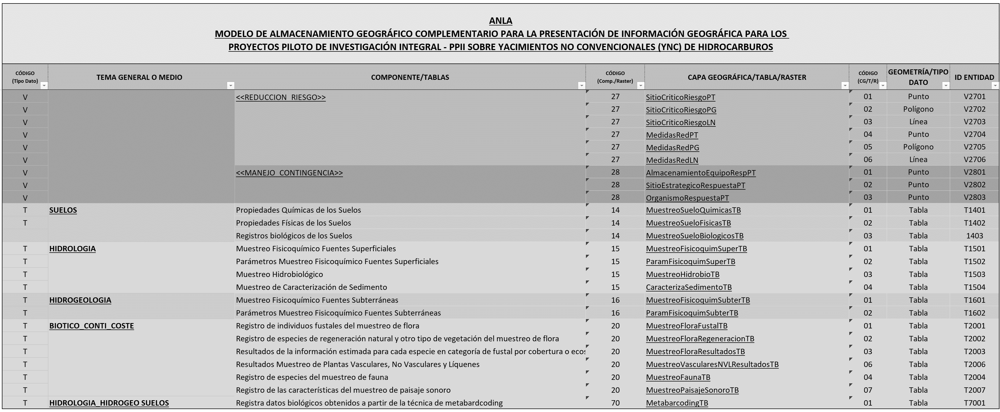 ANLA
MODELO DE ALMACENAMIENTO GEOGRÁFICO COMPLEMENTARIO PARA LA PRESENTACIÓN DE INFORMACIÓN GEOGRÁFICA PARA LOS
PROYECTOS PILOTO DE INVESTIGACIÓN INTEGRAL - PPII SOBRE YACIMIENTOS NO CONVENCIONALES (YNC) DE HIDROCARBUROS
CÓDIGO (Tipo Dato) TEMA GENERAL O MEDIO COMPONENTE/TABLAS CÓDIGO (Comp./Raster) CAPA GEOGRÁFICA/TABLA/RASTER CÓDIGO (CG/T/R) GEOMETRÍA/TIPO DATO ID ENTIDAD
V <<REDUCCION_RIESGO>> 27 SitioCriticoRiesgoPT 01 Punto V2701
V 27 SitioCriticoRiesgoPG 02 Polígono V2702
V 27 SitioCriticoRiesgoLN 03 Línea V2703
V 27 MedidasRedPT 04 Punto V2704
V 27 MedidasRedPG 05 Polígono V2705
V 27 MedidasRedLN 06 Línea V2706
V <<MANEJO_CONTINGENCIA>> 28 AlmacenamientoEquipoRespPT 01 Punto V2801
V 28 SitioEstrategicoRespuestaPT 02 Punto V2802
V 28 OrganismoRespuestaPT 03 Punto V2803
T SUELOS Propiedades Químicas de los Suelos 14 MuestreoSueloQuimicasTB 01 Tabla T1401
T Propiedades Físicas de los Suelos 14 MuestreoSueloFisicasTB 02 Tabla T1402
Registros biológicos de los Suelos 14 MuestreoSueloBiologicosTB 03 Tabla 1403
T HIDROLOGIA Muestreo Fisicoquímico Fuentes Superficiales 15 MuestreoFisicoquimSuperTB 01 Tabla T1501
T Parámetros Muestreo Fisicoquímico Fuentes Superficiales 15 ParamFisicoquimSuperTB 02 Tabla T1502
T Muestreo Hidrobiológico 15 MuestreoHidrobioTB 03 Tabla T1503
T Muestreo de Caracterización de Sedimento 15 CaracterizaSedimentoTB 04 Tabla T1504
T HIDROGEOLOGIA Muestreo Fisicoquímico Fuentes Subterráneas 16 MuestreoFisicoquimSubterTB 01 Tabla T1601
T Parámetros Muestreo Fisicoquímico Fuentes Subterráneas 16 ParamFisicoquimSubterTB 02 Tabla T1602
T BIOTICO_CONTI_COSTE Registro de individuos fustales del muestreo de flora 20 MuestreoFloraFustalTB 01 Tabla T2001
T Registro de especies de regeneración natural y otro tipo de vegetación del muestreo de flora 20 MuestreoFloraRegeneracionTB 02 Tabla T2002
T Resultados de la información estimada para cada especie en categoría de fustal por cobertura o ecos 20 MuestreoFloraResultadosTB 03 Tabla T2003
T Resultados Muestreo de Plantas Vasculares, No Vasculares y Líquenes 20 MuestreoVascularesNVLResultadosTB 06 Tabla T2006
T Registro de especies del muestreo de fauna 20 MuestreoFaunaTB 04 Tabla T2004
T Registro de las características del muestreo de paisaje sonoro 20 MuestreoPaisajeSonoroTB 07 Tabla T2007
T HIDROLOGIA_HIDROGEO SUELOS Registra datos biológicos obtenidos a partir de la técnica de metabardcoding 70 MetabarcodingTB 01 Tabla T7001